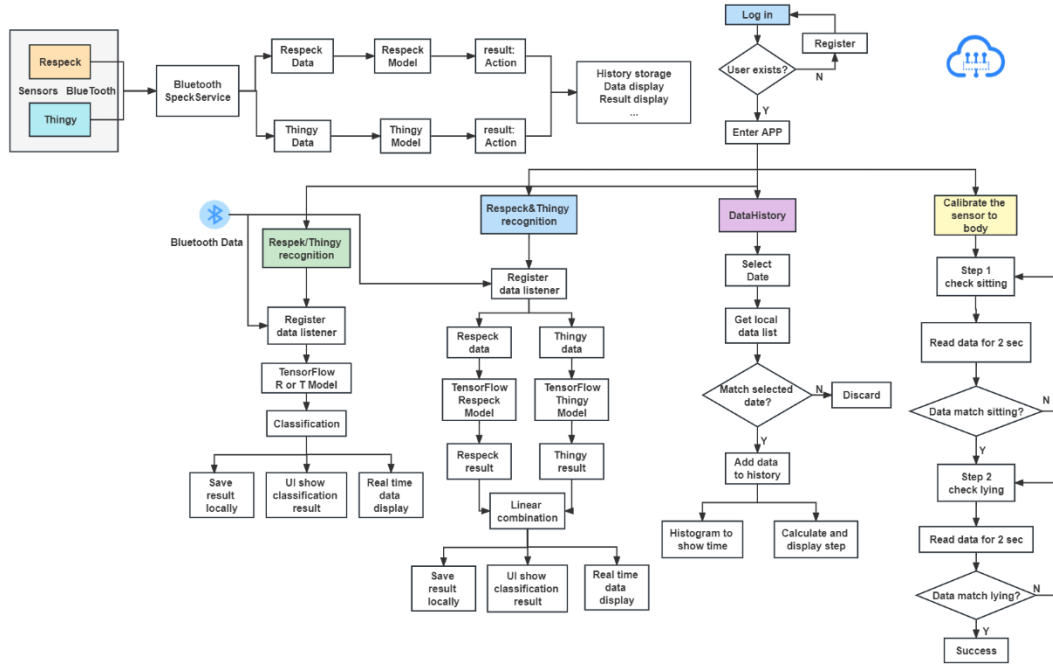 Respeck
Sensors BlueTooth
Thingy
Bluetooth
SpeckService
Respeck
Data
Respeck
Model
result:
Action
Thingy
Data
Thingy
Model
result:
Action
History storage
Data display
Result display
...
Log in
Register
User exists?
N
Y
Enter APP
Bluetooth Data
Respek/Thingy
recognition
Register
data listener
TensorFlow
R or T Model
Classification
Save
result
locally
UI show
classification
result
Real time
data
display
Respeck&Thingy
recognition
Register
data listener
Respeck
data
Thingy
data
TensorFlow
Respeck
Model
TensorFlow
Thingy
Model
Respeck
result
Thingy
result
Linear
combination
Save
result
locally
UI show
classification
result
Real time
data
display
DataHistory
Select
Date
Get local
data list
Match selected
date?
N
Discard
Y
Add data
to history
Histogram to
show time
Calculate and
display step
Calibrate the
sensor to
body
Step 1
check sitting
Read data for 2 sec
Data match sitting?
N
Y
Step 2
check lying
Read data for 2 sec
Data match lying?
N
Y
Success